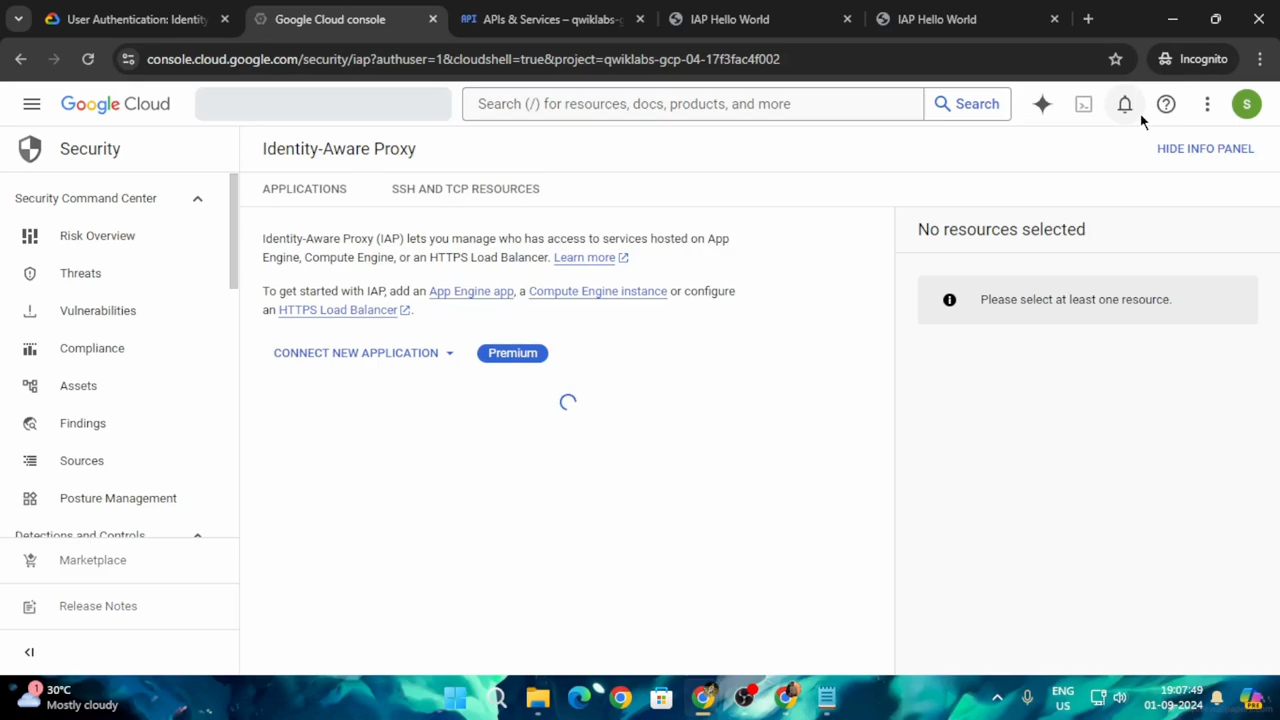 User Authentication: Identity
Google Cloud console
API APIs & Services – qwiklabs-g
IAP Hello World
IAP Hello World
console.cloud.google.com/security/iap?authuser=1&cloudshell=true&project=qwiklabs-gcp-04-17f3fac4f002
Incognito
Google Cloud
Search (/) for resources, docs, products, and more
Search
S
Security
Identity-Aware Proxy
HIDE INFO PANEL
Security Command Center
APPLICATIONS
SSH AND TCP RESOURCES
Risk Overview
Threats
Vulnerabilities
Compliance
Assets
Findings
Sources
Posture Management
Detections and Controls
Marketplace
Release Notes
Identity-Aware Proxy (IAP) lets you manage who has access to services hosted on App
Engine, Compute Engine, or an HTTPS Load Balancer. Learn more
To get started with IAP, add an App Engine app, a Compute Engine instance or configure
an HTTPS Load Balancer.
CONNECT NEW APPLICATION
Premium
No resources selected
Please select at least one resource.
1
30°C
Mostly cloudy
ENG
US
19:07:49
01-09-2024
PRE